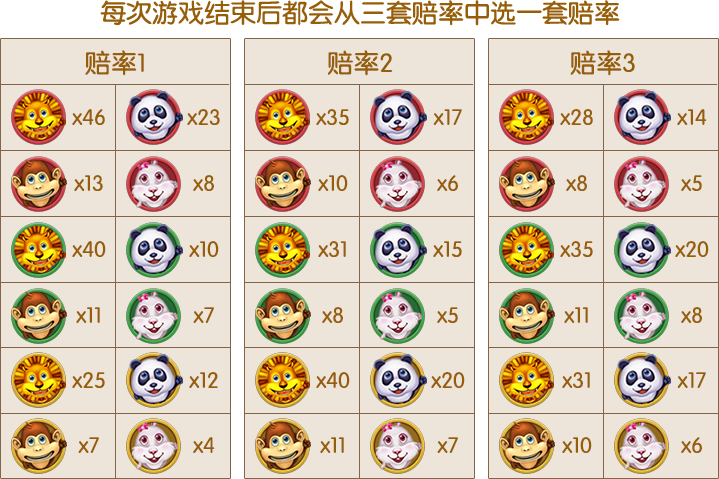 每次游戏结束后都会从三套赔率中选一套赔率
赔率1 赔率2 赔率3
x46 x23 x35 x17 x28 x14
x13 x8 x10 x6 x8 x5
x40 x10 x31 x15 x35 x20
x11 x7 x8 x5 x11 x8
x25 x12 x40 x20 x31 x17
x7 x4 x11 x7 x10 x6